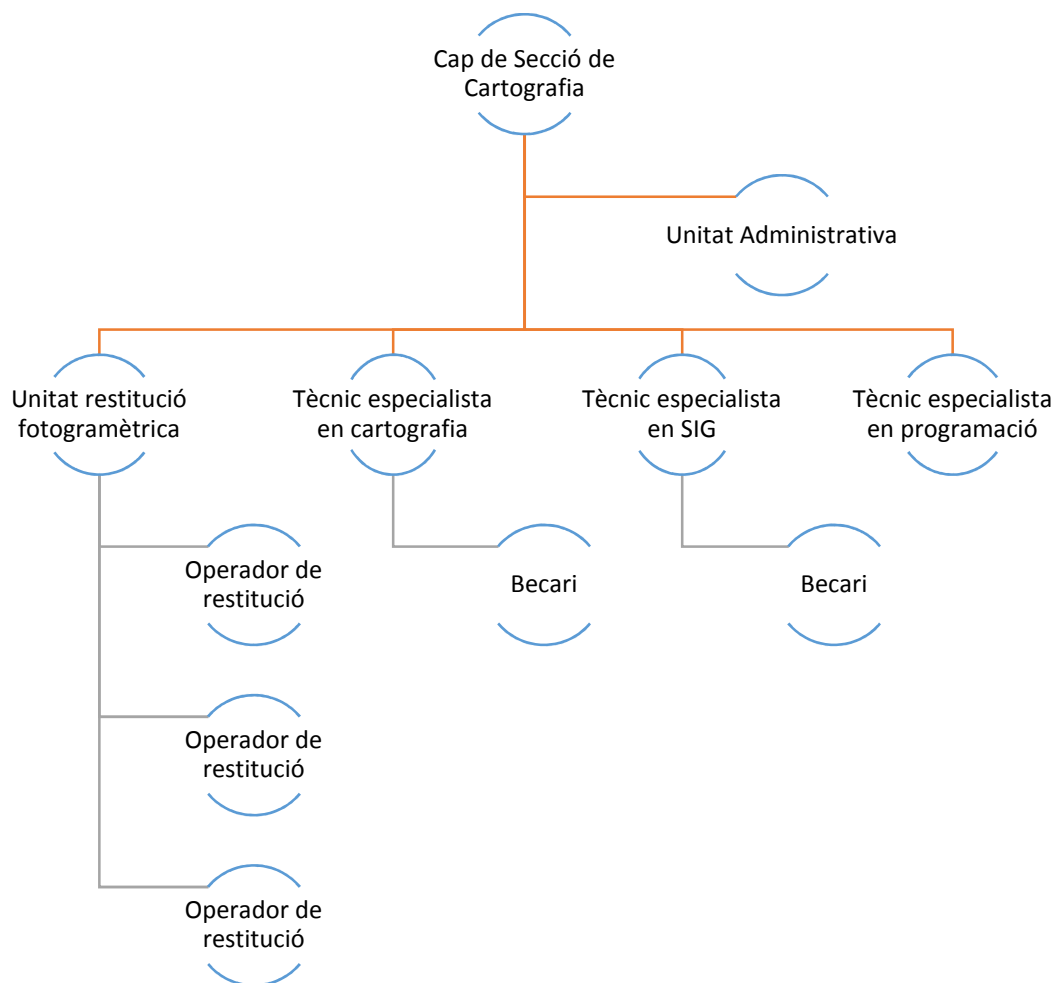 Cap de Secció de
Cartografia
Unitat Administrativa
Unitat restitució
fotogramètrica
Tècnic especialista
en cartografia
Tècnic especialista
en SIG
Tècnic especialista
en programació
Operador de
restitució
Becari
Becari
Operador de
restitució
Operador de
restitució